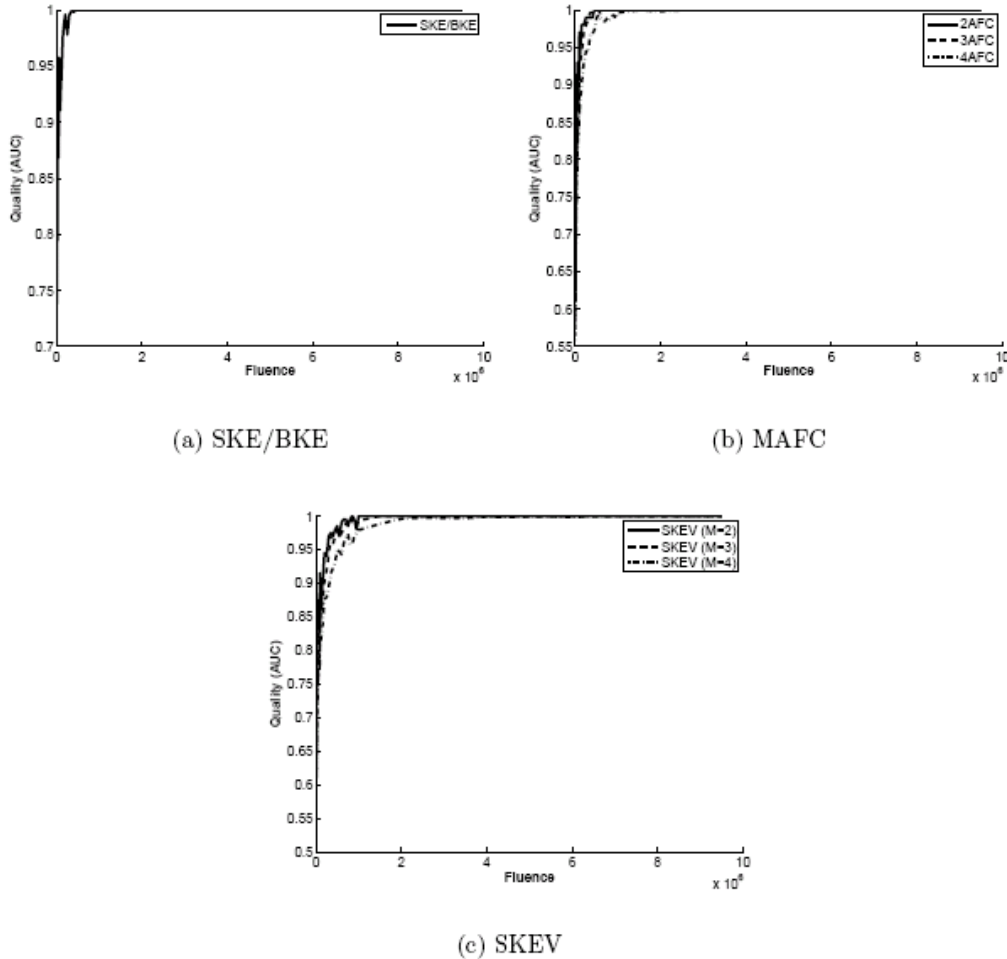 1
0.95
0.9
0.85
0.8
0.75
0.7
0
2
4
6
8
10
x 10^6
Quality (AUC)
Fluence
SKE/BKE
(a) SKE/BKE
1
0.95
0.9
0.85
0.8
0.75
0.7
0.65
0.6
0.55
0
2
4
6
8
10
x 10^6
Quality (AUC)
Fluence
2AFC
3AFC
4AFC
(b) MAFC
1
0.95
0.9
0.85
0.8
0.75
0.7
0.65
0.6
0.55
0.5
0
2
4
6
8
10
x 10^6
Quality (AUC)
Fluence
SKEV (M=2)
SKEV (M=3)
SKEV (M=4)
(c) SKEV